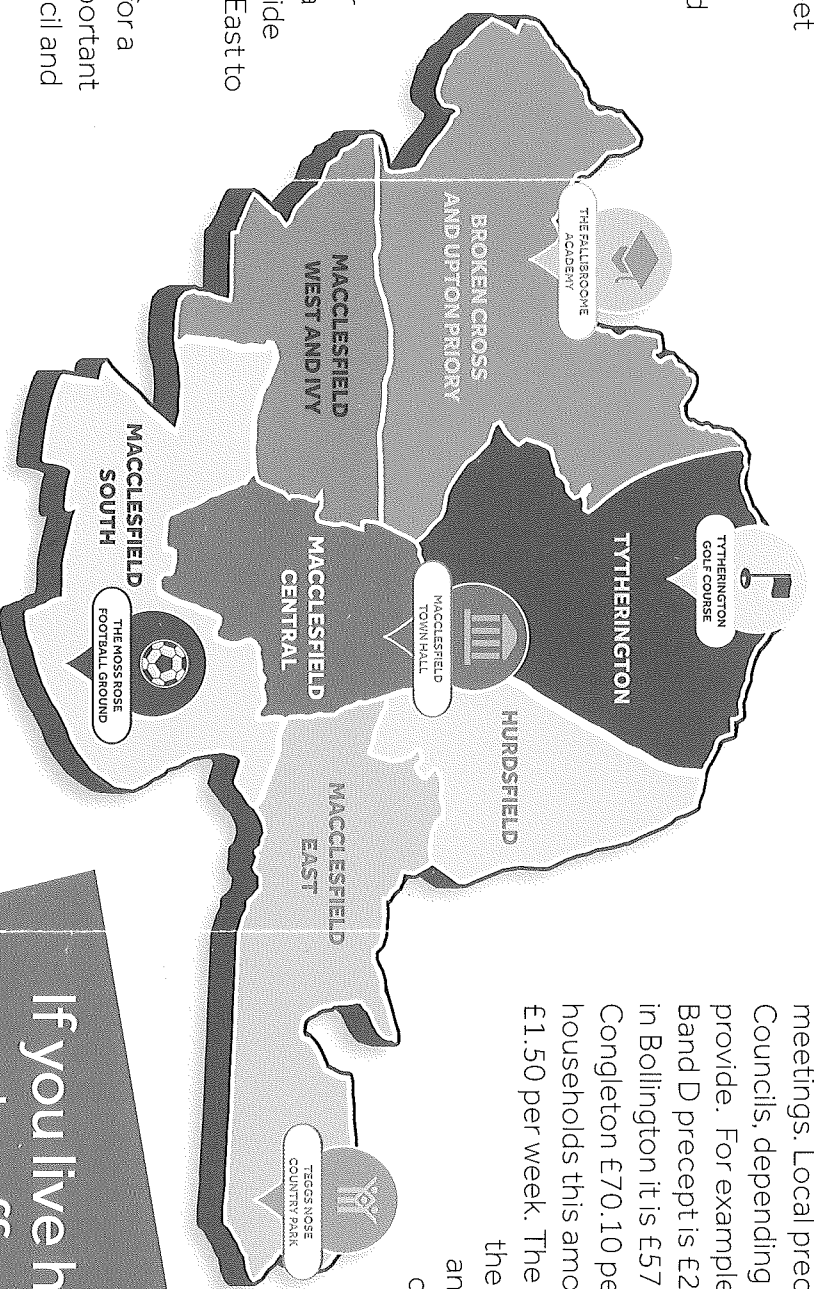 et
d
ide
East to
for a
portant
cil and
THE FALLIBROOME
ACADEMY
BROKEN CROSS
AND UPTON PRIORY
TYTHERINGTON
GOLF COURSE
TYTHERINGTON
MACCLESFIELD
TOWN HALL
HURDSFIELD
MACCLESFIELD
WEST AND IVY
MACCLESFIELD
CENTRAL
MACCLESFIELD
EAST
MACCLESFIELD
SOUTH
THE MOSS ROSE
FOOTBALL GROUND
TEGGS NOSE
COUNTRY PARK
meetings. Local prec
Councils, depending
provide. For example
Band D precept is £2
in Bollington it is £57
Congleton £70.10 pe
households this amo
£1.50 per week. The
the
an
If you live h